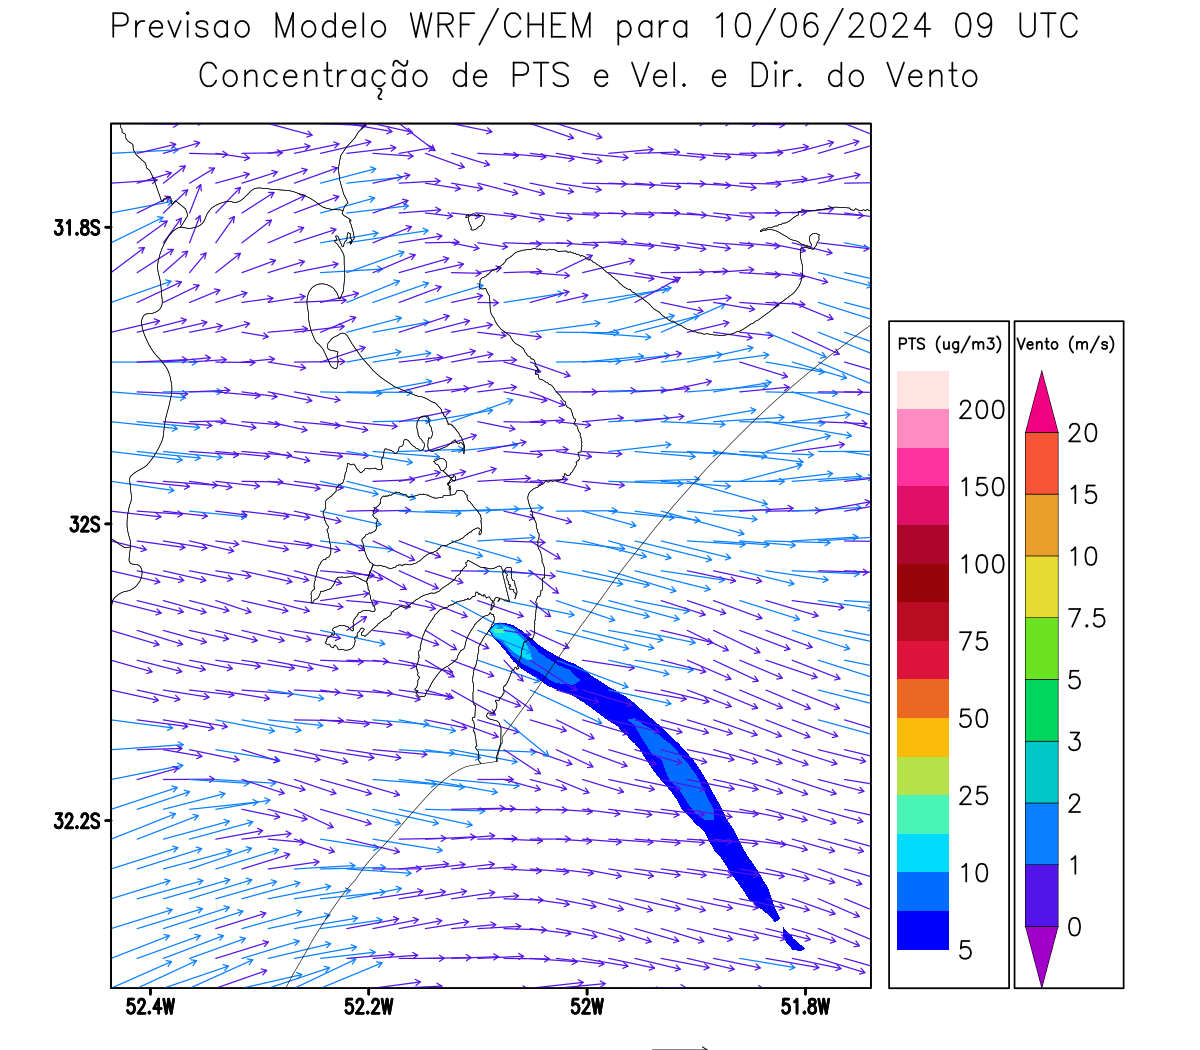 Previsao Modelo WRF/CHEM para 10/06/2024 09 UTC
Concentração de PTS e Vel. e Dir. do Vento
31.8S
32S
32.2S
52.4W 52.2W 52W 51.8W
PTS (ug/m3)
200
150
100
75
50
25
10
5
Vento (m/s)
20
15
10
7.5
5
3
2
1
0